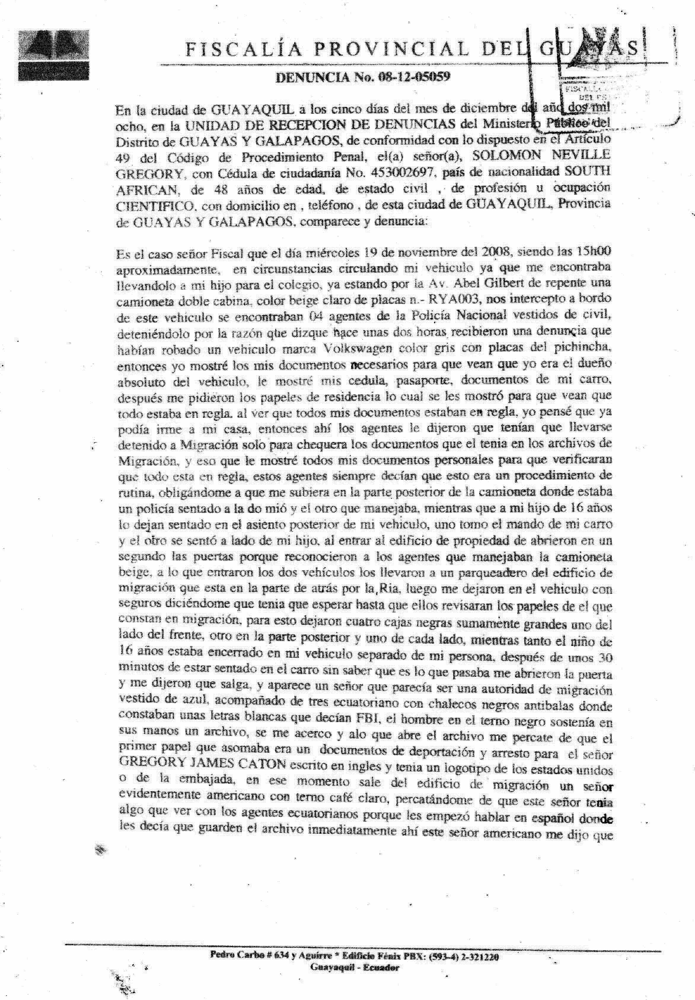 FISCALÍA PROVINCIAL DEL GUAYAS
DENUNCIA No. 08-12-05059
FISCALI
DEL ES
En la ciudad de GUAYAQUIL a los cinco días del mes de diciembre del año dos mil
ocho, en la UNIDAD DE RECEPCION DE DENUNCIAS del Ministerio Público del
Distrito de GUAYAS Y GALAPAGOS, de conformidad con lo dispuesto en el Artículo
49 del Código de Procedimiento Penal, el(a) señor(a), SOLOMON NEVILLE
GREGORY, con Cédula de ciudadanía No. 453002697, país de nacionalidad SOUTH
AFRICAN, de 48 años de edad, de estado civil , de profesión u ocupación
CIENTIFICO, con domicilio en , teléfono , de esta ciudad de GUAYAQUIL, Provincia
de GUAYAS Y GALAPAGOS, comparece y denuncia:
Es el caso señor Fiscal que el día miércoles 19 de noviembre del 2008, siendo las 15h00
aproximadamente, en circunstancias circulando mi vehiculo ya que me encontraba
llevandolo a mi hijo para el colegio, ya estando por la Av. Abel Gilbert de repente una
camioneta doble cabina, color beige claro de placas n.- RYA003, nos intercepto a bordo
de este vehiculo se encontraban 04 agentes de la Policía Nacional vestidos de civil,
deteniéndolo por la razón que dizque hace unas dos horas recibieron una denuncia que
habían robado un vehiculo marca Volkswagen color gris con placas del pichincha,
entonces yo mostré los mis documentos necesarios para que vean que yo era el dueño
absoluto del vehiculo, le mostré mis cedula, pasaporte, documentos de mi carro,
después me pidieron los papeles de residencia lo cual se les mostró para que vean que
todo estaba en regla, al ver que todos mis documentos estaban en regla, yo pensé que ya
podía irme a mi casa, entonces ahí los agentes le dijeron que tenían que llevarse
detenido a Migración solo para chequera los documentos que el tenia en los archivos de
Migración, y eso que le mostré todos mis documentos personales para que verificaran
que todo esta en regla, estos agentes siempre decían que esto era un procedimiento de
rutina, obligándome a que me subiera en la parte posterior de la camioneta donde estaba
un policía sentado a la do mió y el otro que manejaba, mientras que a mi hijo de 16 años
lo dejan sentado en el asiento posterior de mi vehiculo, uno tomo el mando de mi carro
y el otro se sentó a lado de mi hijo, al entrar al edificio de propiedad de abrieron en un
segundo las puertas porque reconocieron a los agentes que manejaban la camioneta
beige, a lo que entraron los dos vehículos los llevaron a un parqueadero del edificio de
migración que esta en la parte de atrás por la Ria, luego me dejaron en el vehiculo con
seguros diciéndome que tenia que esperar hasta que ellos revisaran los papeles de el que
constan en migración, para esto dejaron cuatro cajas negras sumamente grandes uno del
lado del frente, otro en la parte posterior y uno de cada lado, mientras tanto el niño de
16 años estaba encerrado en mi vehiculo separado de mi persona, después de unos 30
minutos de estar sentado en el carro sin saber que es lo que pasaba me abrieron la puerta
y me dijeron que salga, y aparece un señor que parecía ser una autoridad de migración
vestido de azul, acompañado de tres ecuatoriano con chalecos negros antibalas donde
constaban unas letras blancas que decían FBI, el hombre en el terno negro sostenía en
sus manos un archivo, se me acerco y alo que abre el archivo me percate de que el
primer papel que asomaba era un documentos de deportación y arresto para el señor
GREGORY JAMES CATON escrito en ingles y tenia un logotipo de los estados unidos
o de la embajada, en ese momento sale del edificio de migración un señor
evidentemente americano con terno café claro, percatándome de que este señor tenia
algo que ver con los agentes ecuatorianos porque les empezó hablar en español donde
les decía que guarden el archivo inmediatamente ahí este señor americano me dijo que
Pedro Carbo # 634 y Aguirre * Edificio Fénix PBX: (593-4) 2-321220
Guayaquil - Ecuador